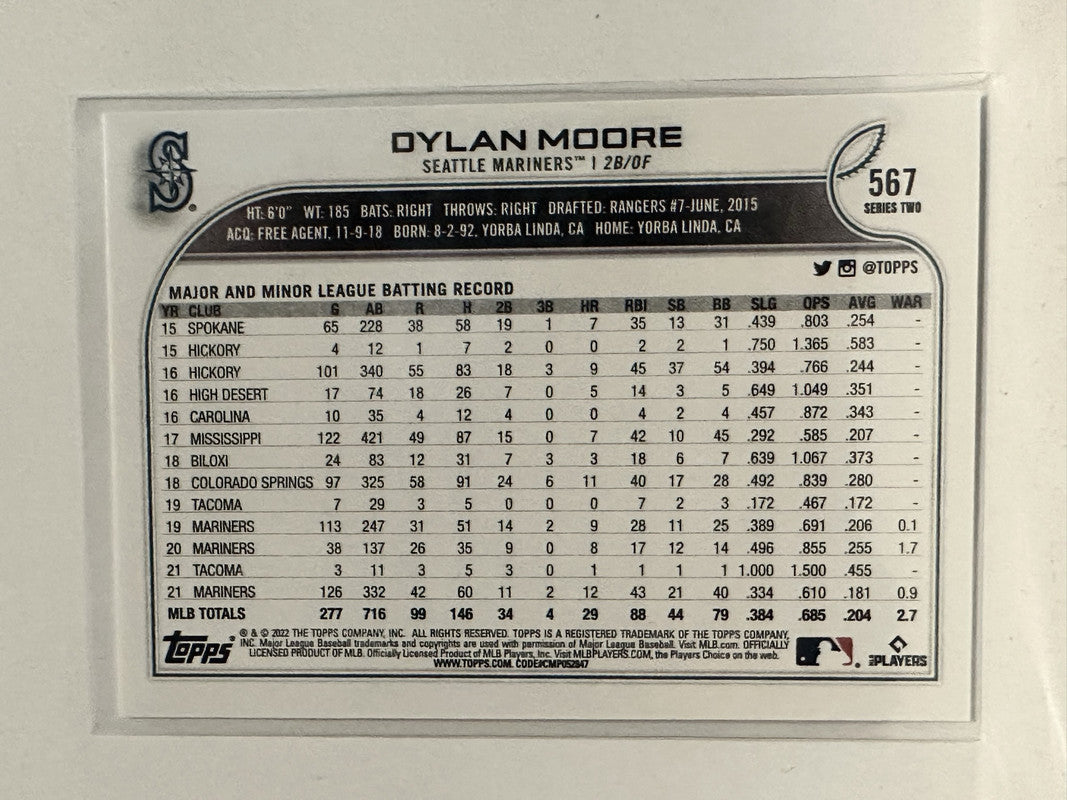 DYLAN MOORE
SEATTLE MARINERS™ | 2B/OF
567
SERIES TWO
HT: 6'0" WT: 185 BATS: RIGHT THROWS: RIGHT DRAFTED: RANGERS #7-JUNE, 2015
ACQ: FREE AGENT, 11-9-18 BORN: 8-2-92, YORBA LINDA, CA HOME: YORBA LINDA, CA
@TOPPS
MAJOR AND MINOR LEAGUE BATTING RECORD
YR CLUB G AB R H 2B 3B HR RBI SB BB SLG OPS AVG WAR
15 SPOKANE 65 228 38 58 19 1 7 35 13 31 .439 .803 .254 -
15 HICKORY 4 12 1 7 2 0 0 2 2 1 .750 1.365 .583 -
16 HICKORY 101 340 55 83 18 3 9 45 37 54 .394 .766 .244 -
16 HIGH DESERT 17 74 18 26 7 0 5 14 3 5 .649 1.049 .351 -
16 CAROLINA 10 35 4 12 4 0 0 4 2 4 .457 .872 .343 -
17 MISSISSIPPI 122 421 49 87 15 0 7 42 10 45 .292 .585 .207 -
18 BILOXI 24 83 12 31 7 3 3 18 6 7 .639 1.067 .373 -
18 COLORADO SPRINGS 97 325 58 91 24 6 11 40 17 28 .492 .839 .280 -
19 TACOMA 7 29 3 5 0 0 0 7 2 3 .172 .467 .172 -
19 MARINERS 113 247 31 51 14 2 9 28 11 25 .389 .691 .206 0.1
20 MARINERS 38 137 26 35 9 0 8 17 12 14 .496 .855 .255 1.7
21 TACOMA 3 11 3 5 3 0 1 1 1 1 1.000 1.500 .455 -
21 MARINERS 126 332 42 60 11 2 12 43 21 40 .334 .610 .181 0.9
MLB TOTALS 277 716 99 146 34 4 29 88 44 79 .384 .685 .204 2.7
Topps
® & © 2022 THE TOPPS COMPANY, INC. ALL RIGHTS RESERVED. TOPPS IS A REGISTERED TRADEMARK OF THE TOPPS COMPANY,
INC. Major League Baseball trademarks and copyrights are used with permission of Major League Baseball. Visit MLB.com. OFFICIALLY
LICENSED PRODUCT OF MLB. Officially Licensed Product of MLB Players, Inc. Visit MLBPLAYERS.COM, the Players Choice on the web.
WWW.TOPPS.COM. CODE#CMP052847
MLBPLAYERS